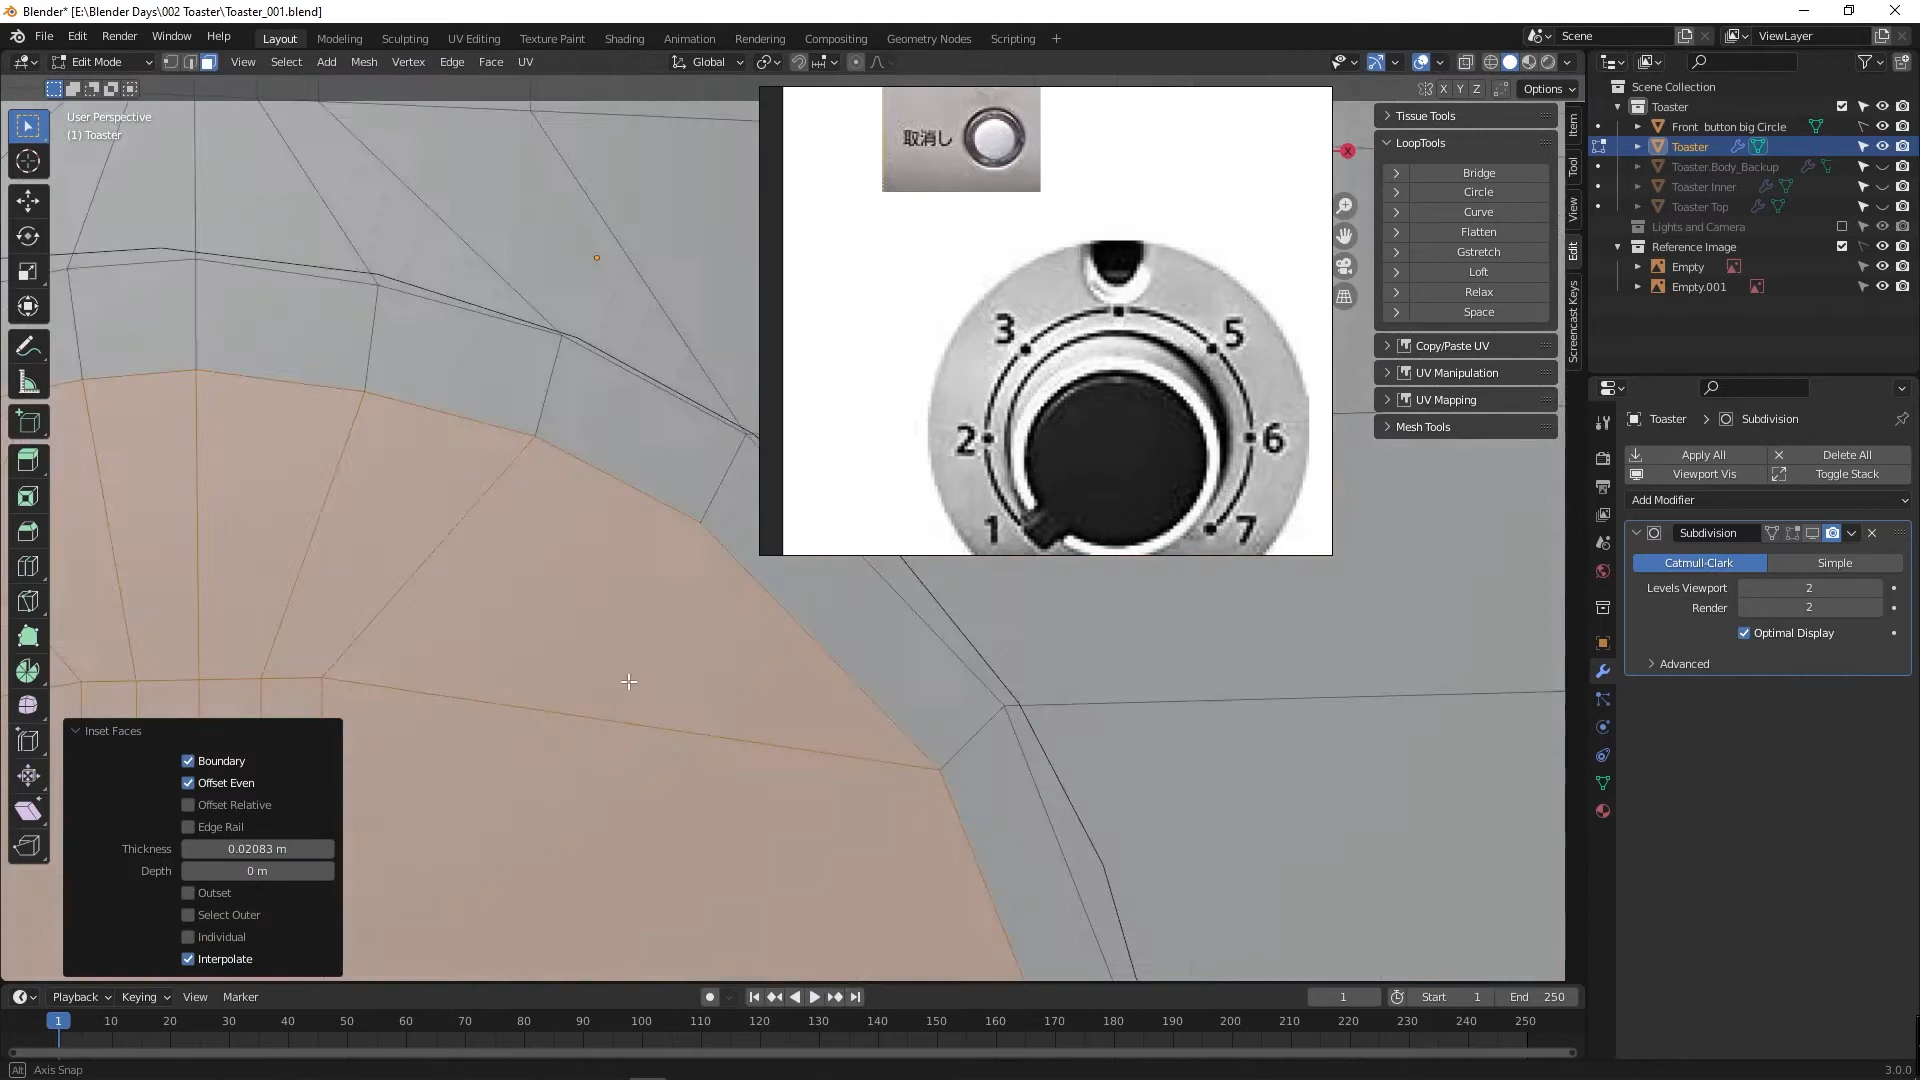 Blender* [E:\Blender Days\002 Toaster\Toaster_001.blend]
File Edit Render Window Help Layout Modeling Sculpting UV Editing Texture Paint Shading Animation Rendering Compositing Geometry Nodes Scripting + Scene ViewLayer
Edit Mode View Select Add Mesh Vertex Edge Face UV Global
X Y Z Options
User Perspective
(1) Toaster
取消し
3
5
2
6
1
7
X
Tissue Tools
LoopTools
Bridge
Circle
Curve
Flatten
Gstretch
Loft
Relax
Space
Copy/Paste UV
UV Manipulation
UV Mapping
Mesh Tools
Item
Tool
View
Edit
Screencast Keys
Scene Collection
Toaster
Front button big Circle
Toaster
Toaster.Body_Backup
Toaster Inner
Toaster Top
Lights and Camera
Reference Image
Empty
Empty.001
Toaster > Subdivision
Apply All Delete All
Viewport Vis Toggle Stack
Add Modifier
Subdivision
Catmull-Clark Simple
Levels Viewport 2
Render 2
Optimal Display
Advanced
Inset Faces
Boundary
Offset Even
Offset Relative
Edge Rail
Thickness 0.02083 m
Depth 0 m
Outset
Select Outer
Individual
Interpolate
Playback Keying View Marker 1 Start 1 End 250
1 10 20 30 40 50 60 70 80 90 100 110 120 130 140 150 160 170 180 190 200 210 220 230 240 250
Alt Axis Snap 3.0.0